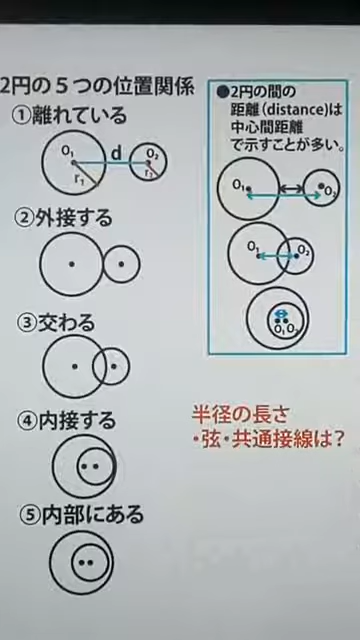 2円の5つの位置関係
①離れている
O₁
d
O₂
r₁
r₂
②外接する
③交わる
④内接する
⑤内部にある
●2円の間の
距離(distance)は
中心間距離
で示すことが多い。
O₁
O₂
O₁
O₂
O₁
O₂
半径の長さ
・弦・共通接線は?